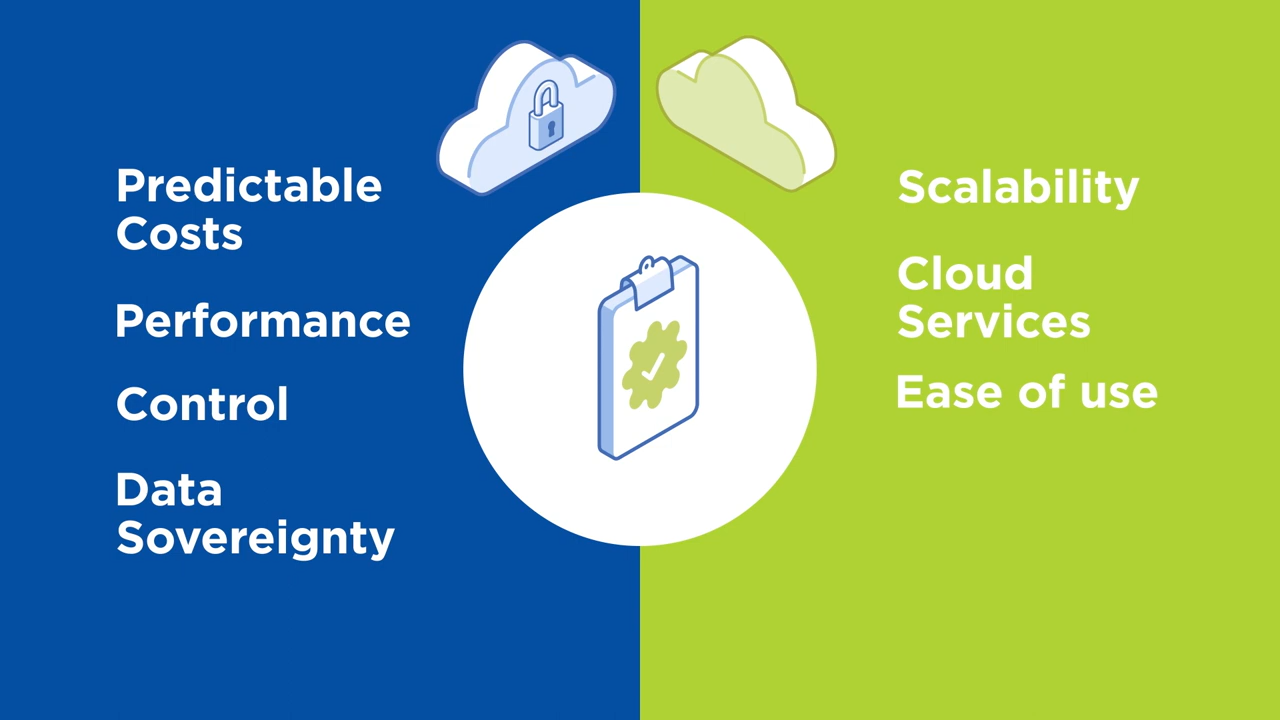 Predictable
Costs
Performance
Control
Data
Sovereignty
Scalability
Cloud
Services
Ease of use